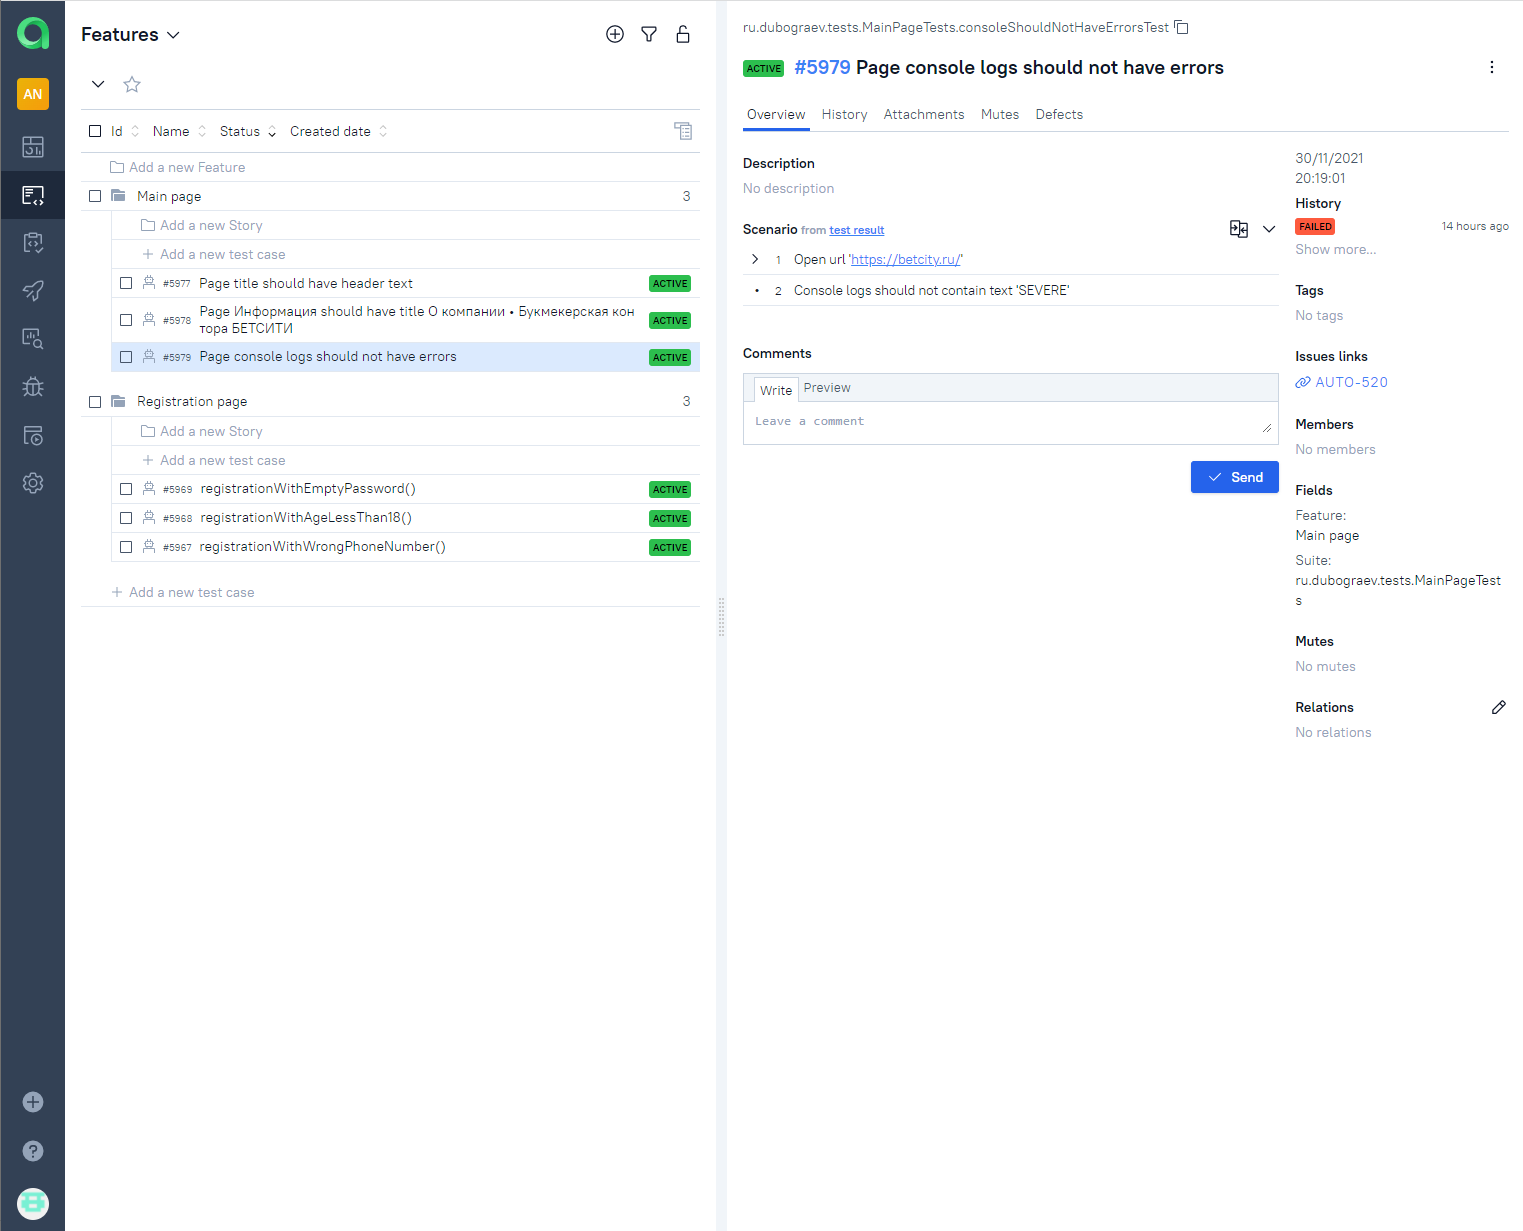 AN
Features
Id Name Status Created date
Add a new Feature
Main page 3
Add a new Story
Add a new test case
#5977 Page title should have header text ACTIVE
#5978 Page Информация should have title О компании • Букмекерская кон
тора БЕТСИТИ ACTIVE
#5979 Page console logs should not have errors ACTIVE
Registration page 3
Add a new Story
Add a new test case
#5969 registrationWithEmptyPassword() ACTIVE
#5968 registrationWithAgeLessThan18() ACTIVE
#5967 registrationWithWrongPhoneNumber() ACTIVE
Add a new test case
ru.dubograev.tests.MainPageTests.consoleShouldNotHaveErrorsTest
ACTIVE #5979 Page console logs should not have errors
Overview History Attachments Mutes Defects
Description
No description
Scenario from test result
1 Open url 'https://betcity.ru/'
2 Console logs should not contain text 'SEVERE'
Comments
Write Preview
Leave a comment
Send
30/11/2021
20:19:01
History
FAILED 14 hours ago
Show more...
Tags
No tags
Issues links
AUTO-520
Members
No members
Fields
Feature:
Main page
Suite:
ru.dubograev.tests.MainPageTest
s
Mutes
No mutes
Relations
No relations